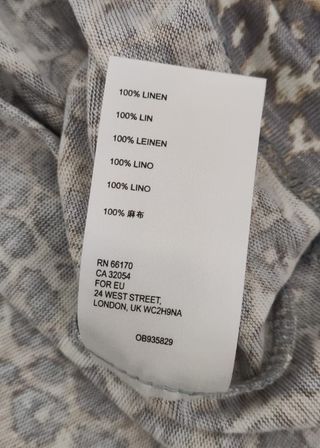 100% LINEN
100% LIN
100% LEINEN
100% LINO
100% LINO
100% 麻布
RN 66170
CA 32054
FOR EU
24 WEST STREET,
LONDON, UK WC2H9NA
OB935829